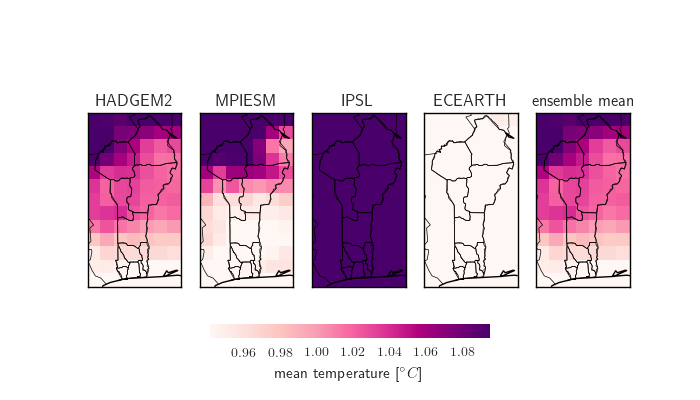 HADGEM2 MPIESM IPSL ECEARTH ensemble mean
0.96 0.98 1.00 1.02 1.04 1.06 1.08
mean temperature [°C]